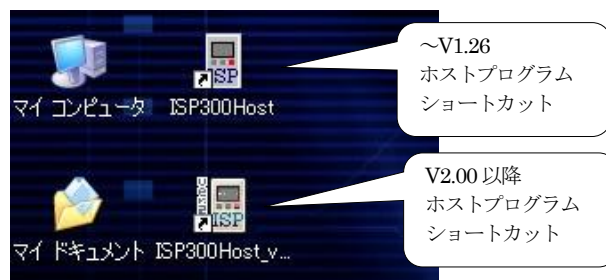 ～V1.26
ホストプログラム
ショートカット
ISP
マイ コンピュータ
ISP300Host
V2.00 以降
ホストプログラム
ショートカット
ISP
マイ ドキュメント
ISP300Host_v...